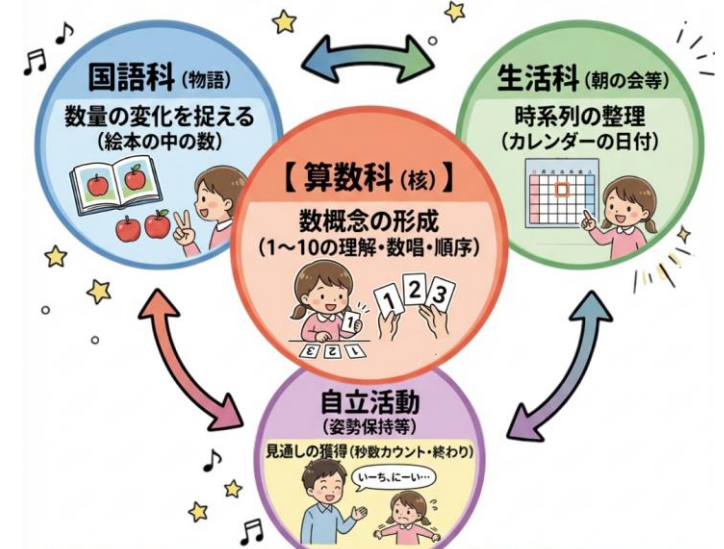 国語科（物語）
数量の変化を捉える
（絵本の中の数）
生活科（朝の会等）
時系列の整理
（カレンダーの日付）
【算数科（核）】
数概念の形成
（1〜10の理解・数唱・順序）
1
1 2 3
3 2 1
自立活動
（姿勢保持等）
見通しの獲得（秒数カウント・終わり）
いーち、にーい…